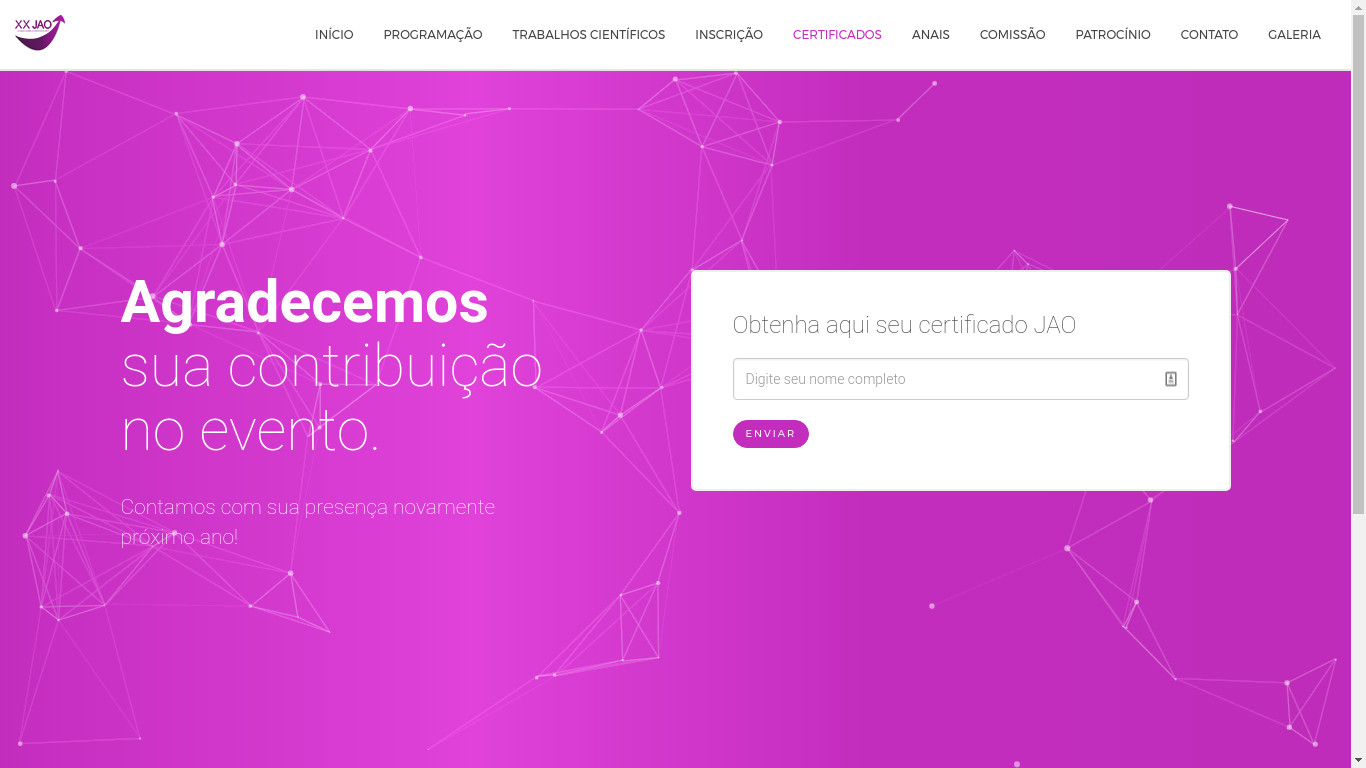 XX JAO
INÍCIO PROGRAMAÇÃO TRABALHOS CIENTÍFICOS INSCRIÇÃO CERTIFICADOS ANAIS COMISSÃO PATROCÍNIO CONTATO GALERIA
Agradecemos
sua contribuição
no evento.
Contamos com sua presença novamente
próximo ano!
Obtenha aqui seu certificado JAO
Digite seu nome completo
ENVIAR